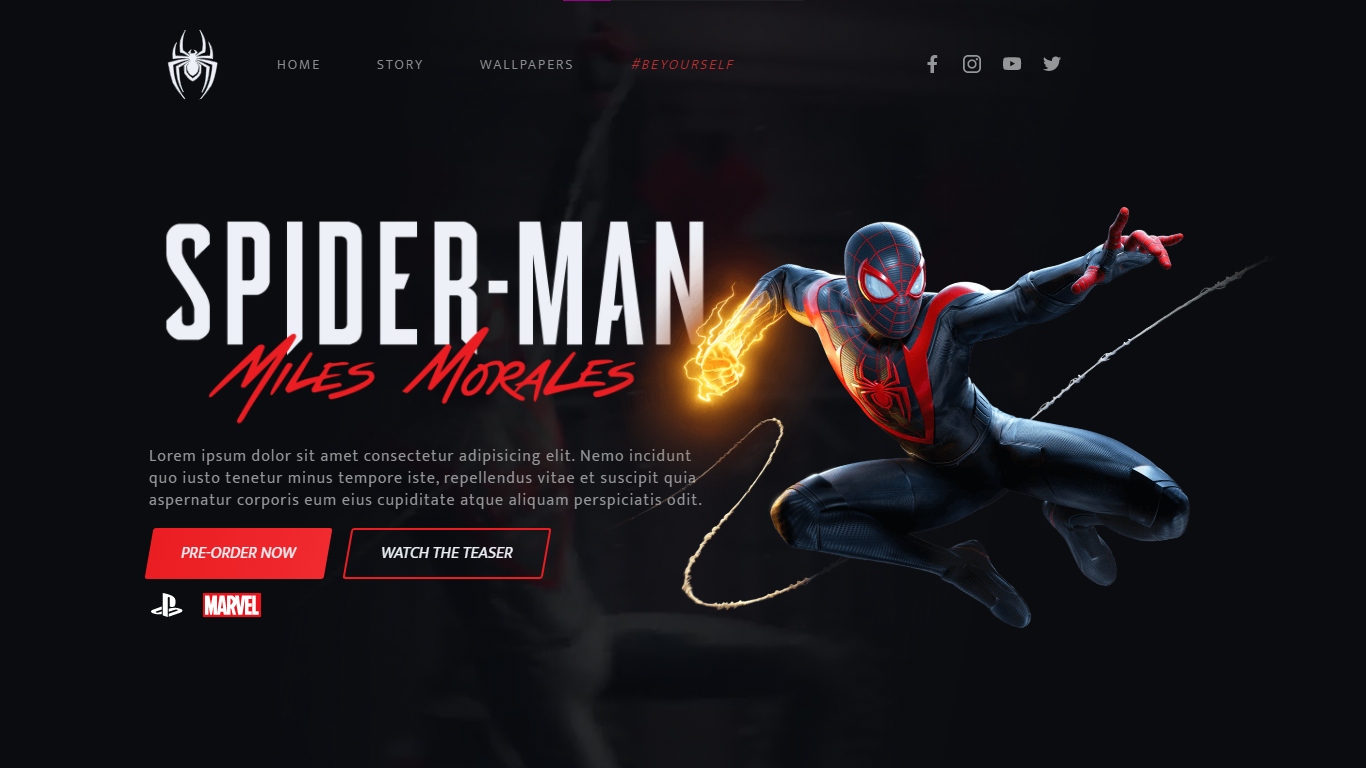 HOME STORY WALLPAPERS #BEYOURSELF
SPIDER-MAN
MILES MORALES
Lorem ipsum dolor sit amet consectetur adipisicing elit. Nemo incidunt
quo iusto tenetur minus tempore iste, repellendus vitae et suscipit quia
aspernatur corporis eum eius cupiditate atque aliquam perspiciatis odit.
PRE-ORDER NOW WATCH THE TEASER
MARVEL